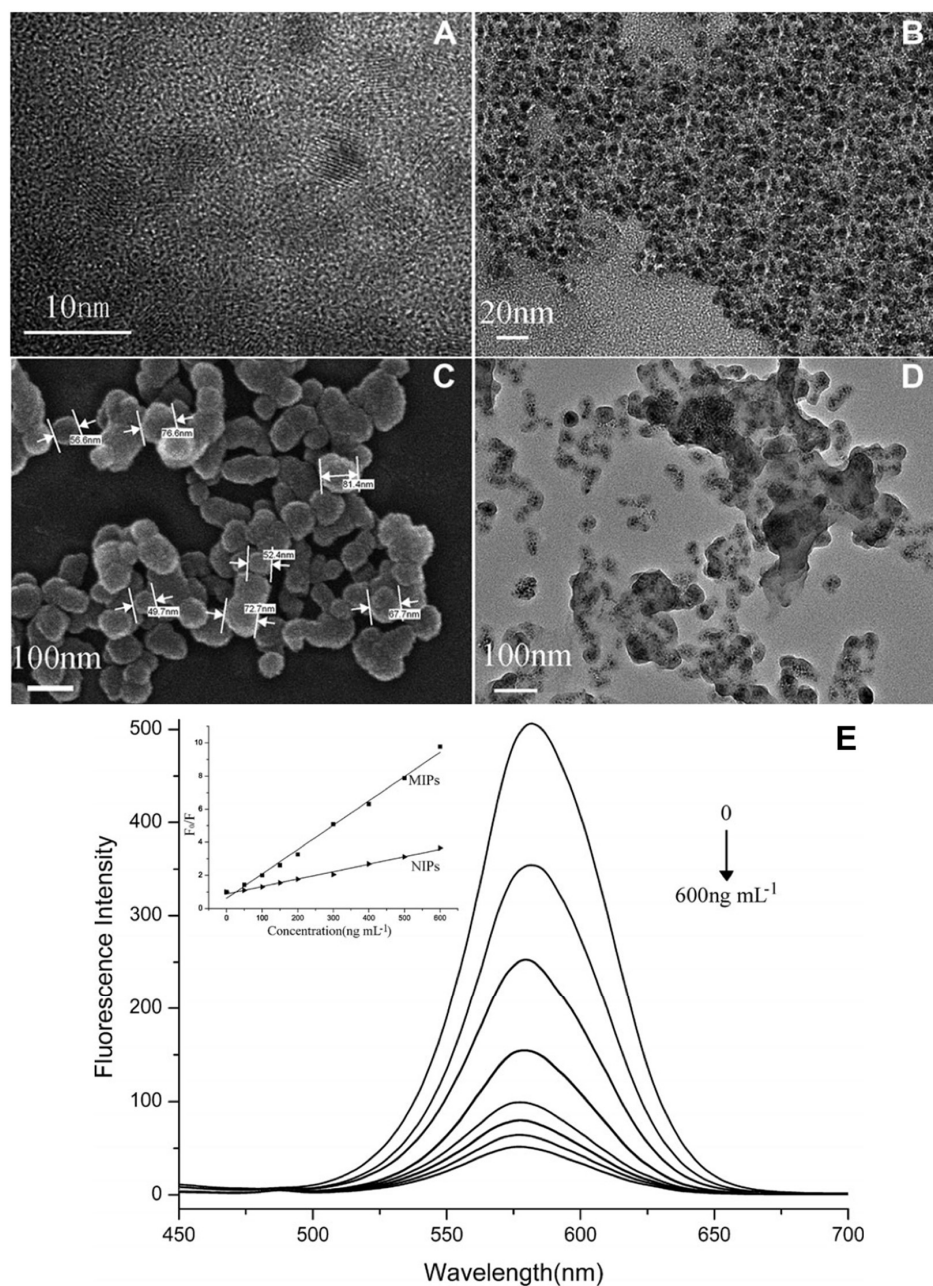 A
10nm
B
20nm
C
56.6nm
76.6nm
81.4nm
52.4nm
49.7nm
72.7nm
67.7nm
100nm
D
100nm
E
Fluorescence Intensity
500
400
300
200
100
0
450
500
550
600
650
700
Wavelength(nm)
F₀/F
10
8
6
4
2
0
0
100
200
300
400
500
600
Concentration(ng mL⁻¹)
MIPs
NIPs
0
600ng mL⁻¹